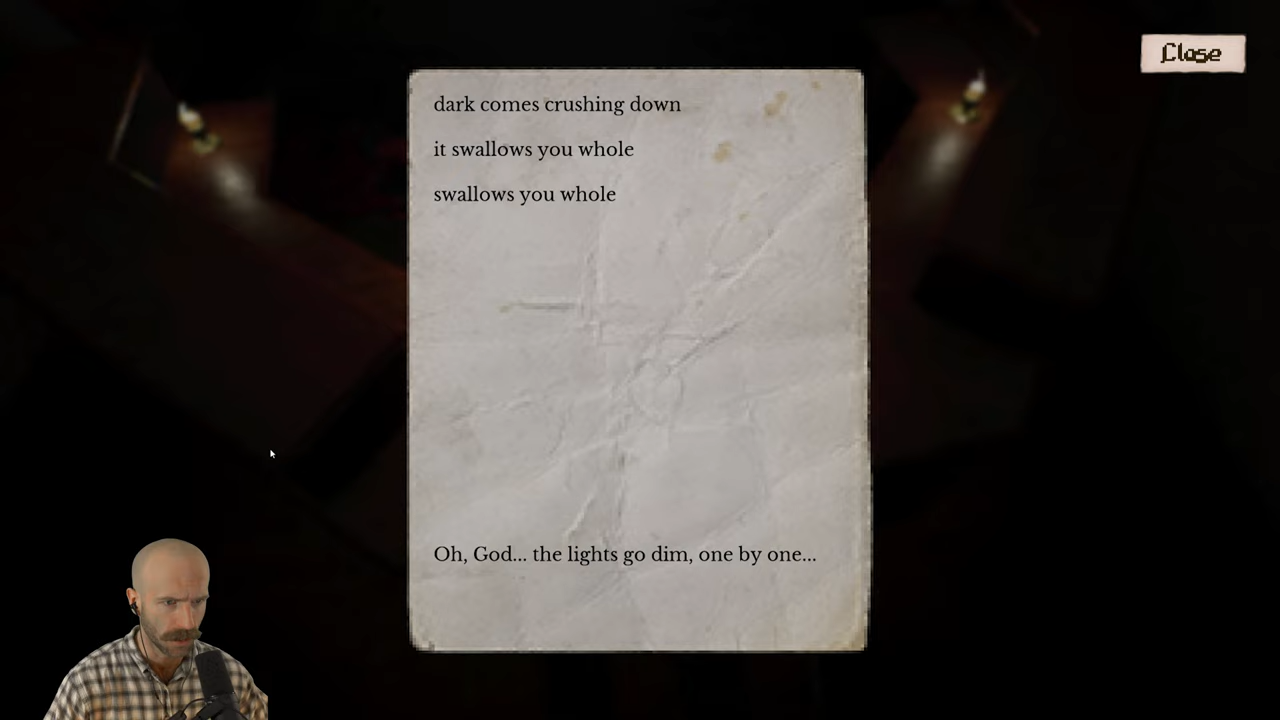 Close
dark comes crushing down
it swallows you whole
swallows you whole
Oh, God... the lights go dim, one by one...